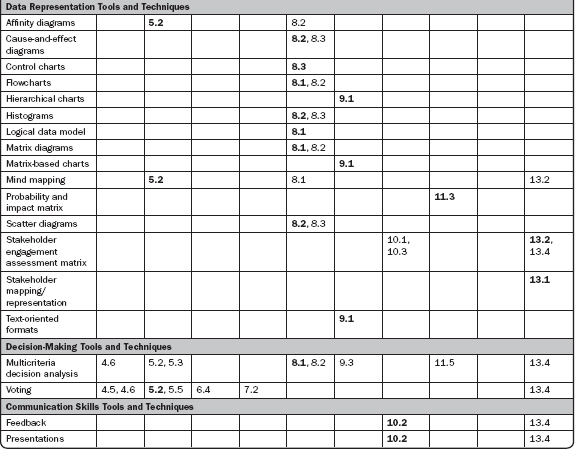 Data Representation Tools and Techniques
Affinity diagrams 5.2 8.2
Cause-and-effect diagrams 8.2, 8.3
Control charts 8.3
Flowcharts 8.1, 8.2
Hierarchical charts 9.1
Histograms 8.2, 8.3
Logical data model 8.1
Matrix diagrams 8.1, 8.2
Matrix-based charts 9.1
Mind mapping 5.2 8.1 13.2
Probability and impact matrix 11.3
Scatter diagrams 8.2, 8.3
Stakeholder engagement assessment matrix 10.1, 10.3 13.2, 13.4
Stakeholder mapping/ representation 13.1
Text-oriented formats 9.1
Decision-Making Tools and Techniques
Multicriteria decision analysis 4.6 5.2, 5.3 8.1, 8.2 9.3 11.5 13.4
Voting 4.5, 4.6 5.2, 5.5 6.4 7.2 13.4
Communication Skills Tools and Techniques
Feedback 10.2 13.4
Presentations 10.2 13.4